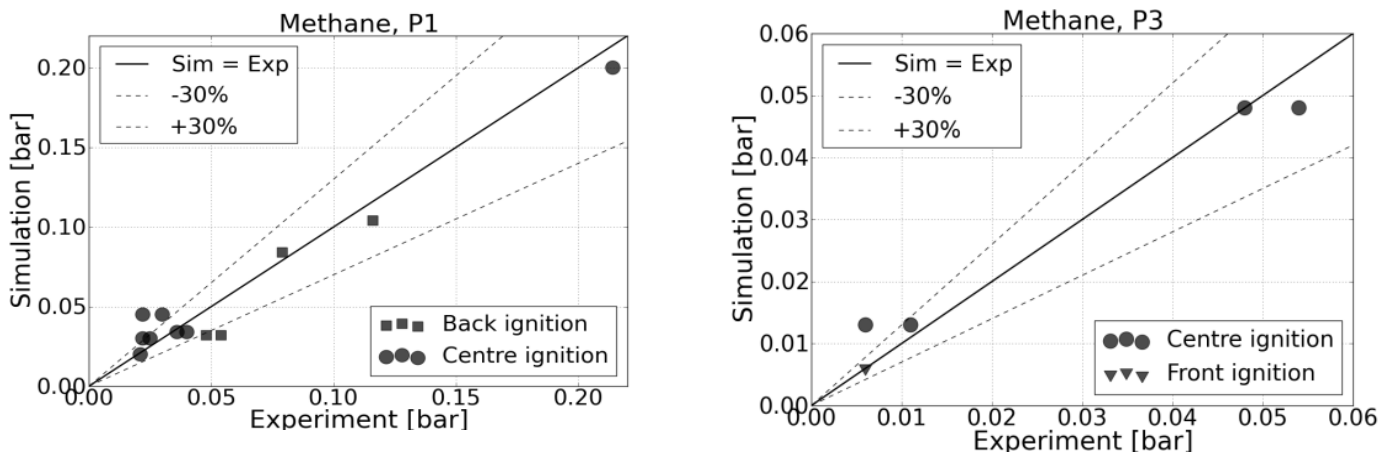 Methane, P1
Simulation [bar]
0.20
0.15
0.10
0.05
0.00
Sim = Exp
-30%
+30%
Back ignition
Centre ignition
0.00 0.05 0.10 0.15 0.20
Experiment [bar]
Methane, P3
Simulation [bar]
0.06
0.05
0.04
0.03
0.02
0.01
0.00
Sim = Exp
-30%
+30%
Centre ignition
Front ignition
0.00 0.01 0.02 0.03 0.04 0.05 0.06
Experiment [bar]